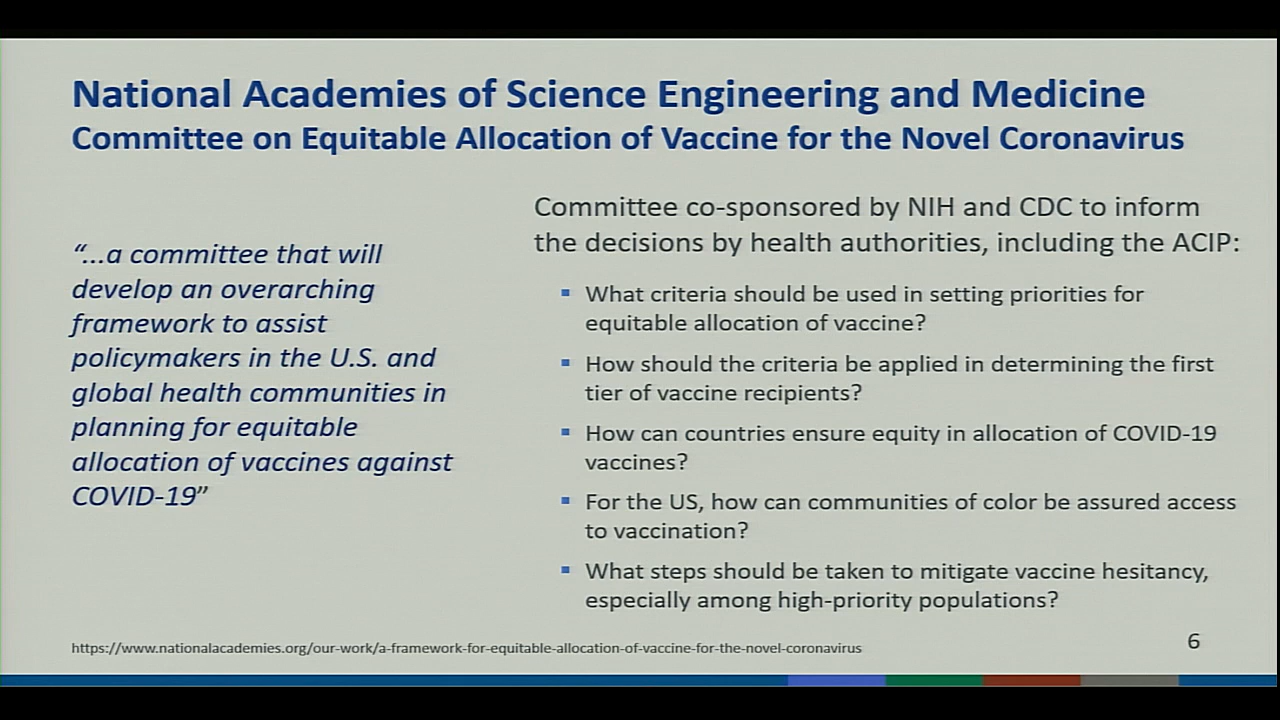 National Academies of Science Engineering and Medicine
Committee on Equitable Allocation of Vaccine for the Novel Coronavirus
“...a committee that will
develop an overarching
framework to assist
policymakers in the U.S. and
global health communities in
planning for equitable
allocation of vaccines against
COVID-19”
Committee co-sponsored by NIH and CDC to inform
the decisions by health authorities, including the ACIP:
▪ What criteria should be used in setting priorities for
equitable allocation of vaccine?
▪ How should the criteria be applied in determining the first
tier of vaccine recipients?
▪ How can countries ensure equity in allocation of COVID-19
vaccines?
▪ For the US, how can communities of color be assured access
to vaccination?
▪ What steps should be taken to mitigate vaccine hesitancy,
especially among high-priority populations?
https://www.nationalacademies.org/our-work/a-framework-for-equitable-allocation-of-vaccine-for-the-novel-coronavirus
6